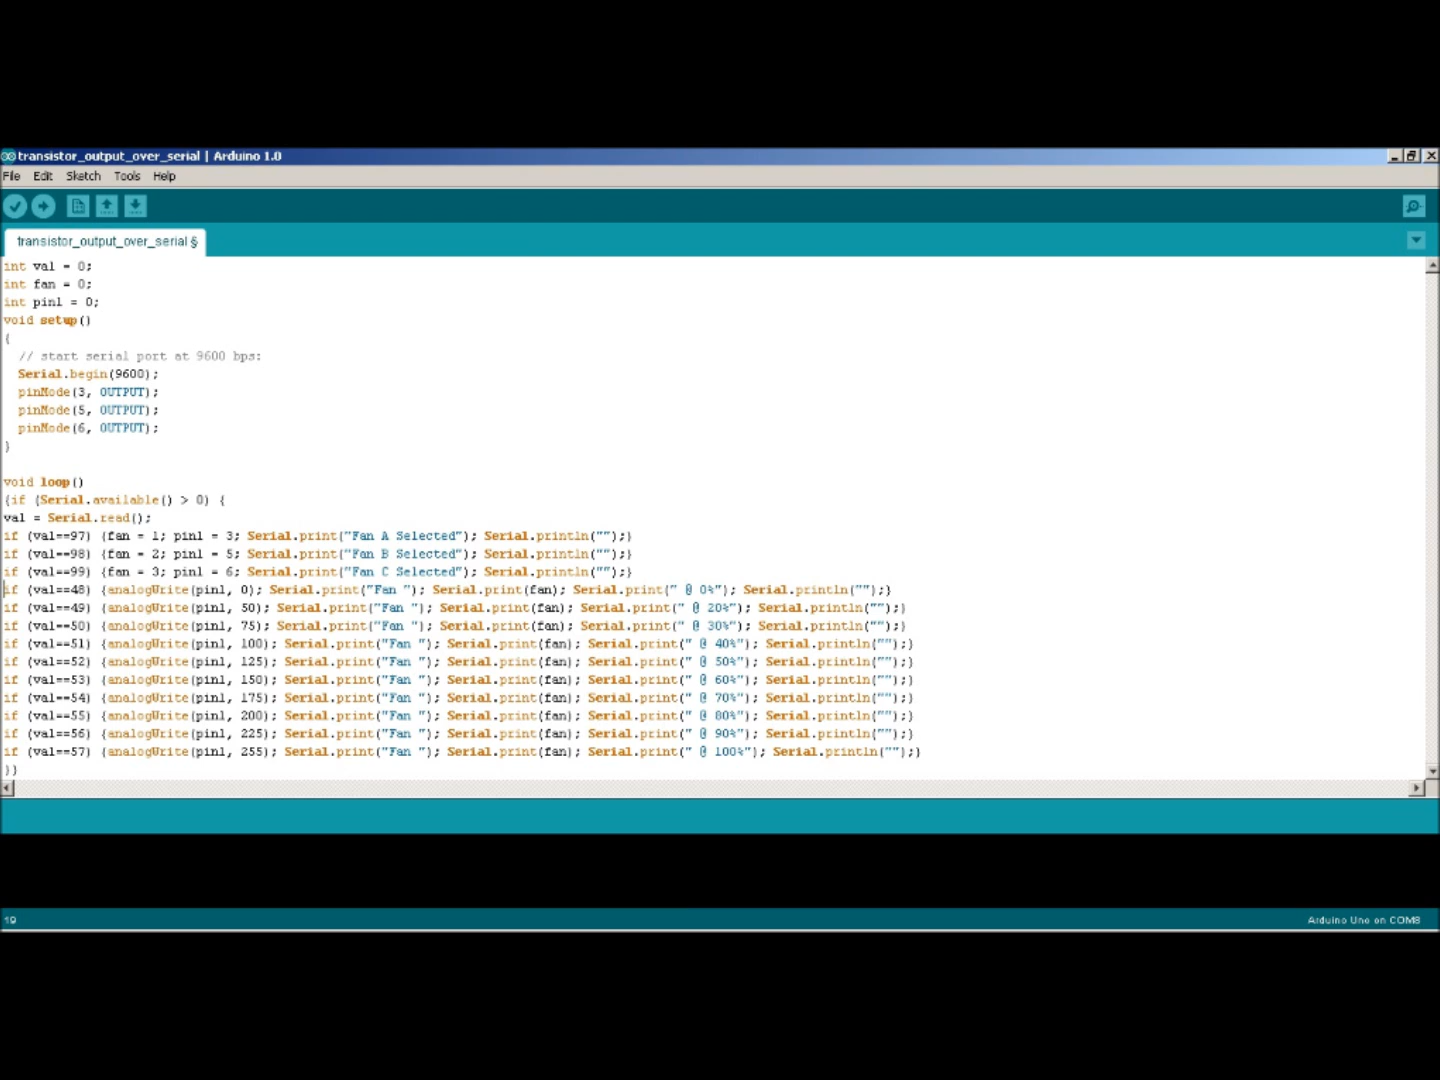 transistor_output_over_serial | Arduino 1.0
File Edit Sketch Tools Help
transistor_output_over_serial §
int val = 0;
int fan = 0;
int pin1 = 0;
void setup()
{
// start serial port at 9600 bps:
Serial.begin(9600);
pinMode(3, OUTPUT);
pinMode(5, OUTPUT);
pinMode(6, OUTPUT);
}
void loop()
{if (Serial.available() > 0) {
val = Serial.read();
if (val==97) {fan = 1; pin1 = 3; Serial.print("Fan A Selected"); Serial.println("");}
if (val==98) {fan = 2; pin1 = 5; Serial.print("Fan B Selected"); Serial.println("");}
if (val==99) {fan = 3; pin1 = 6; Serial.print("Fan C Selected"); Serial.println("");}
if (val==48) {analogWrite(pin1, 0); Serial.print("Fan "); Serial.print(fan); Serial.print(" @ 0%"); Serial.println("");}
if (val==49) {analogWrite(pin1, 50); Serial.print("Fan "); Serial.print(fan); Serial.print(" @ 20%"); Serial.println("");}
if (val==50) {analogWrite(pin1, 75); Serial.print("Fan "); Serial.print(fan); Serial.print(" @ 30%"); Serial.println("");}
if (val==51) {analogWrite(pin1, 100); Serial.print("Fan "); Serial.print(fan); Serial.print(" @ 40%"); Serial.println("");}
if (val==52) {analogWrite(pin1, 125); Serial.print("Fan "); Serial.print(fan); Serial.print(" @ 50%"); Serial.println("");}
if (val==53) {analogWrite(pin1, 150); Serial.print("Fan "); Serial.print(fan); Serial.print(" @ 60%"); Serial.println("");}
if (val==54) {analogWrite(pin1, 175); Serial.print("Fan "); Serial.print(fan); Serial.print(" @ 70%"); Serial.println("");}
if (val==55) {analogWrite(pin1, 200); Serial.print("Fan "); Serial.print(fan); Serial.print(" @ 80%"); Serial.println("");}
if (val==56) {analogWrite(pin1, 225); Serial.print("Fan "); Serial.print(fan); Serial.print(" @ 90%"); Serial.println("");}
if (val==57) {analogWrite(pin1, 255); Serial.print("Fan "); Serial.print(fan); Serial.print(" @ 100%"); Serial.println("");}
}}
19 Arduino Uno on COM8